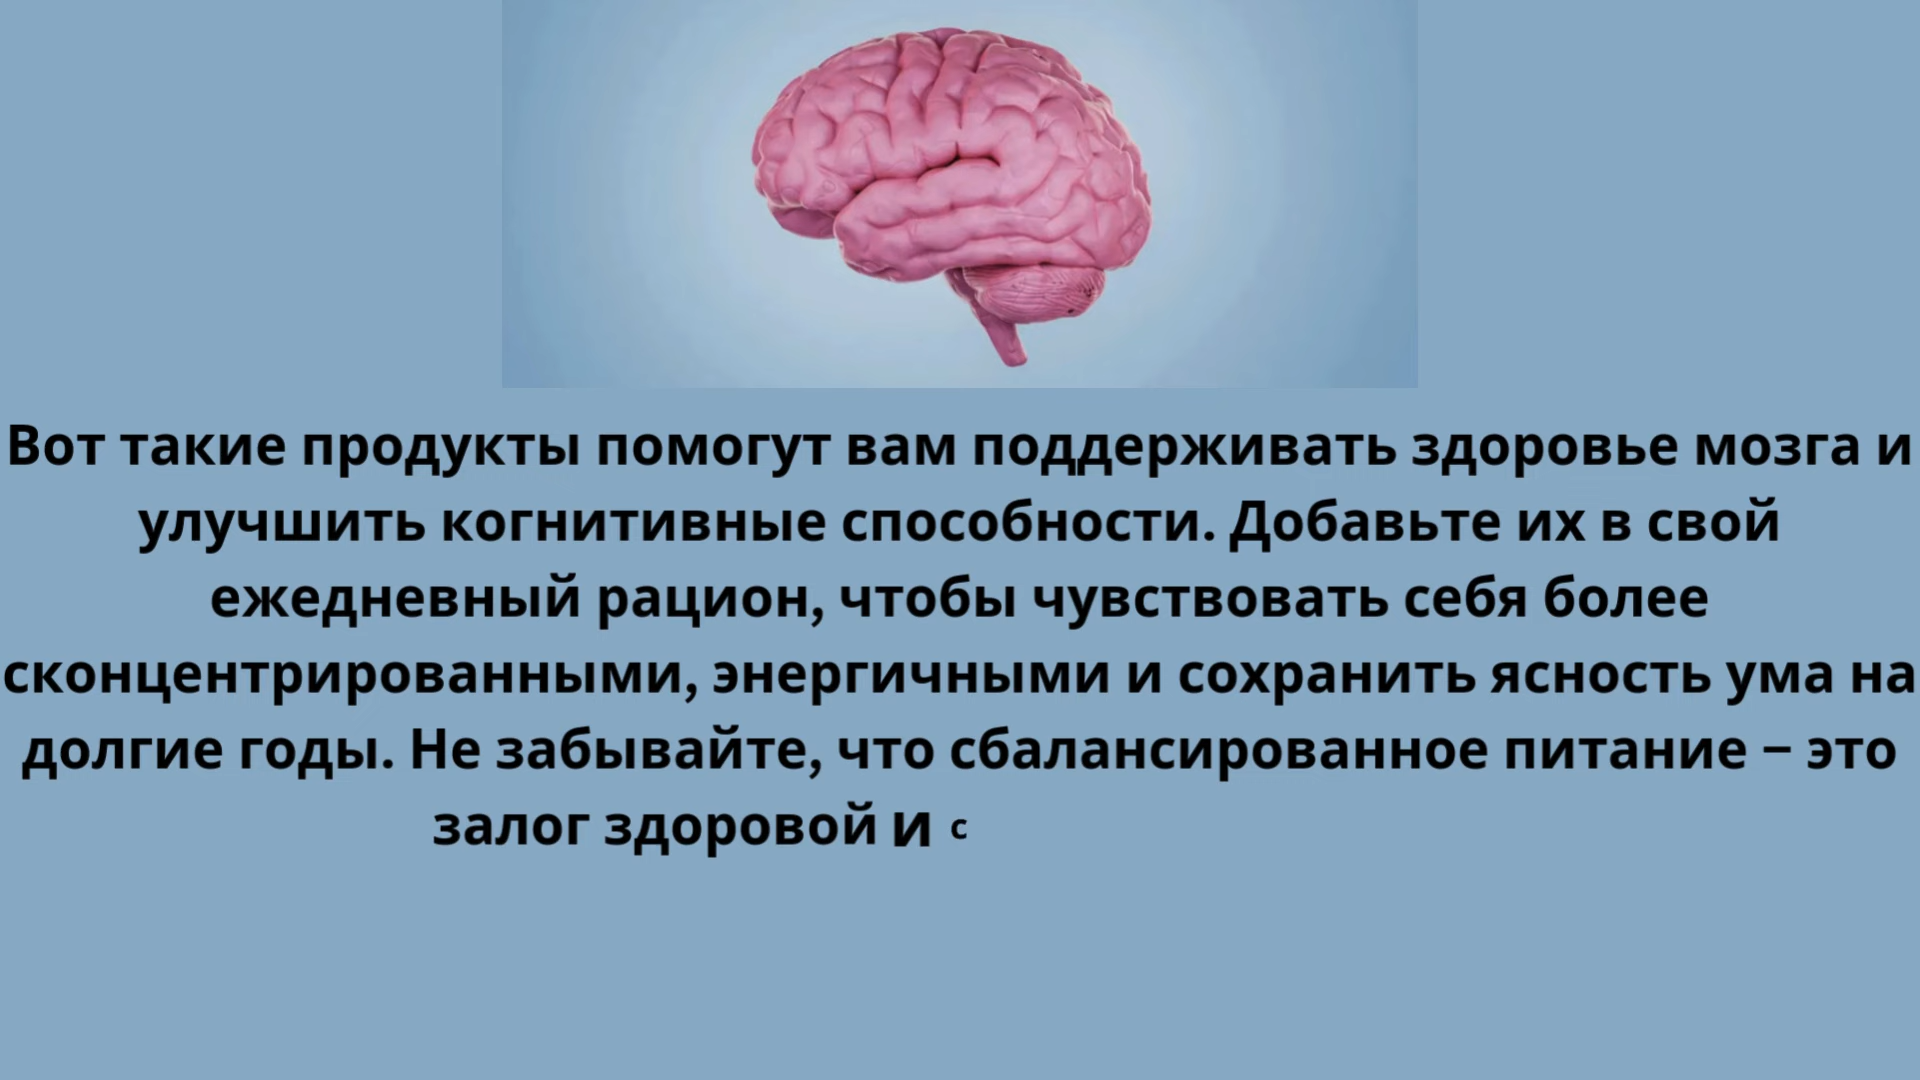 Вот такие продукты помогут вам поддерживать здоровье мозга и
улучшить когнитивные способности. Добавьте их в свой
ежедневный рацион, чтобы чувствовать себя более
сконцентрированными, энергичными и сохранить ясность ума на
долгие годы. Не забывайте, что сбалансированное питание – это
залог здоровой и с